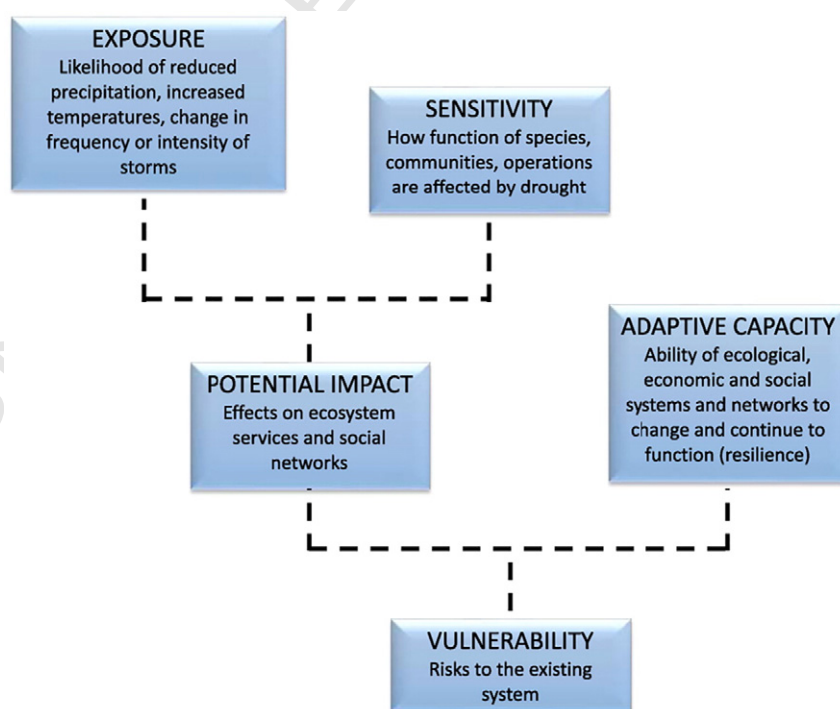 EXPOSURE
Likelihood of reduced
precipitation, increased
temperatures, change in
frequency or intensity of
storms
SENSITIVITY
How function of species,
communities, operations
are affected by drought
POTENTIAL IMPACT
Effects on ecosystem
services and social
networks
ADAPTIVE CAPACITY
Ability of ecological,
economic and social
systems and networks to
change and continue to
function (resilience)
VULNERABILITY
Risks to the existing
system